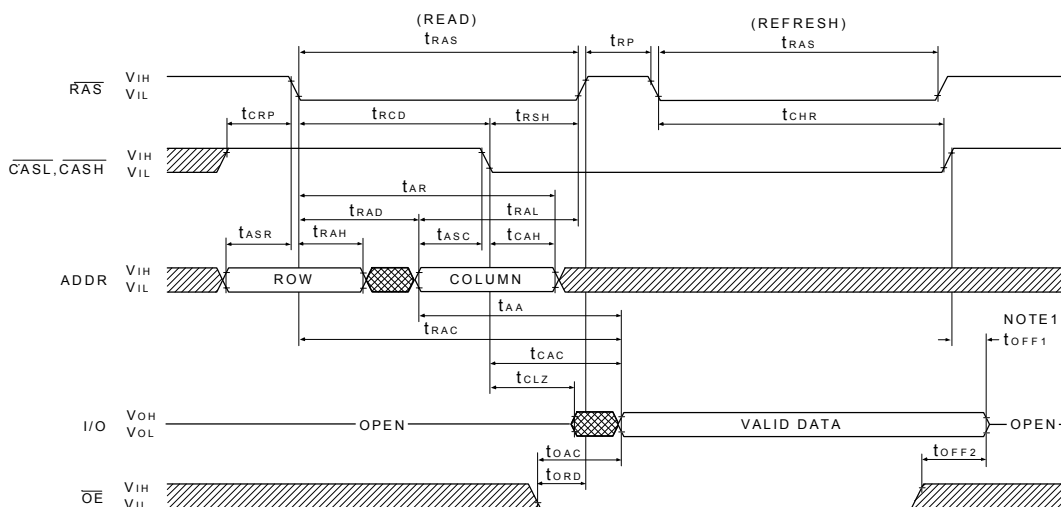 (READ) (REFRESH)
tRAS tRP tRAS
RAS VIH
VIL
tCRP tRCD tRSH tCHR
CASL,CASH VIH
VIL
tAR
tRAD tRAL
tASR tRAH tASC tCAH
ADDR VIH
VIL
ROW COLUMN
tAA
tRAC NOTE1
tOFF1
tCAC
tCLZ
I/O VOH
VOL
OPEN VALID DATA OPEN
tOAC tOFF2
tORD
OE VIH
VIL